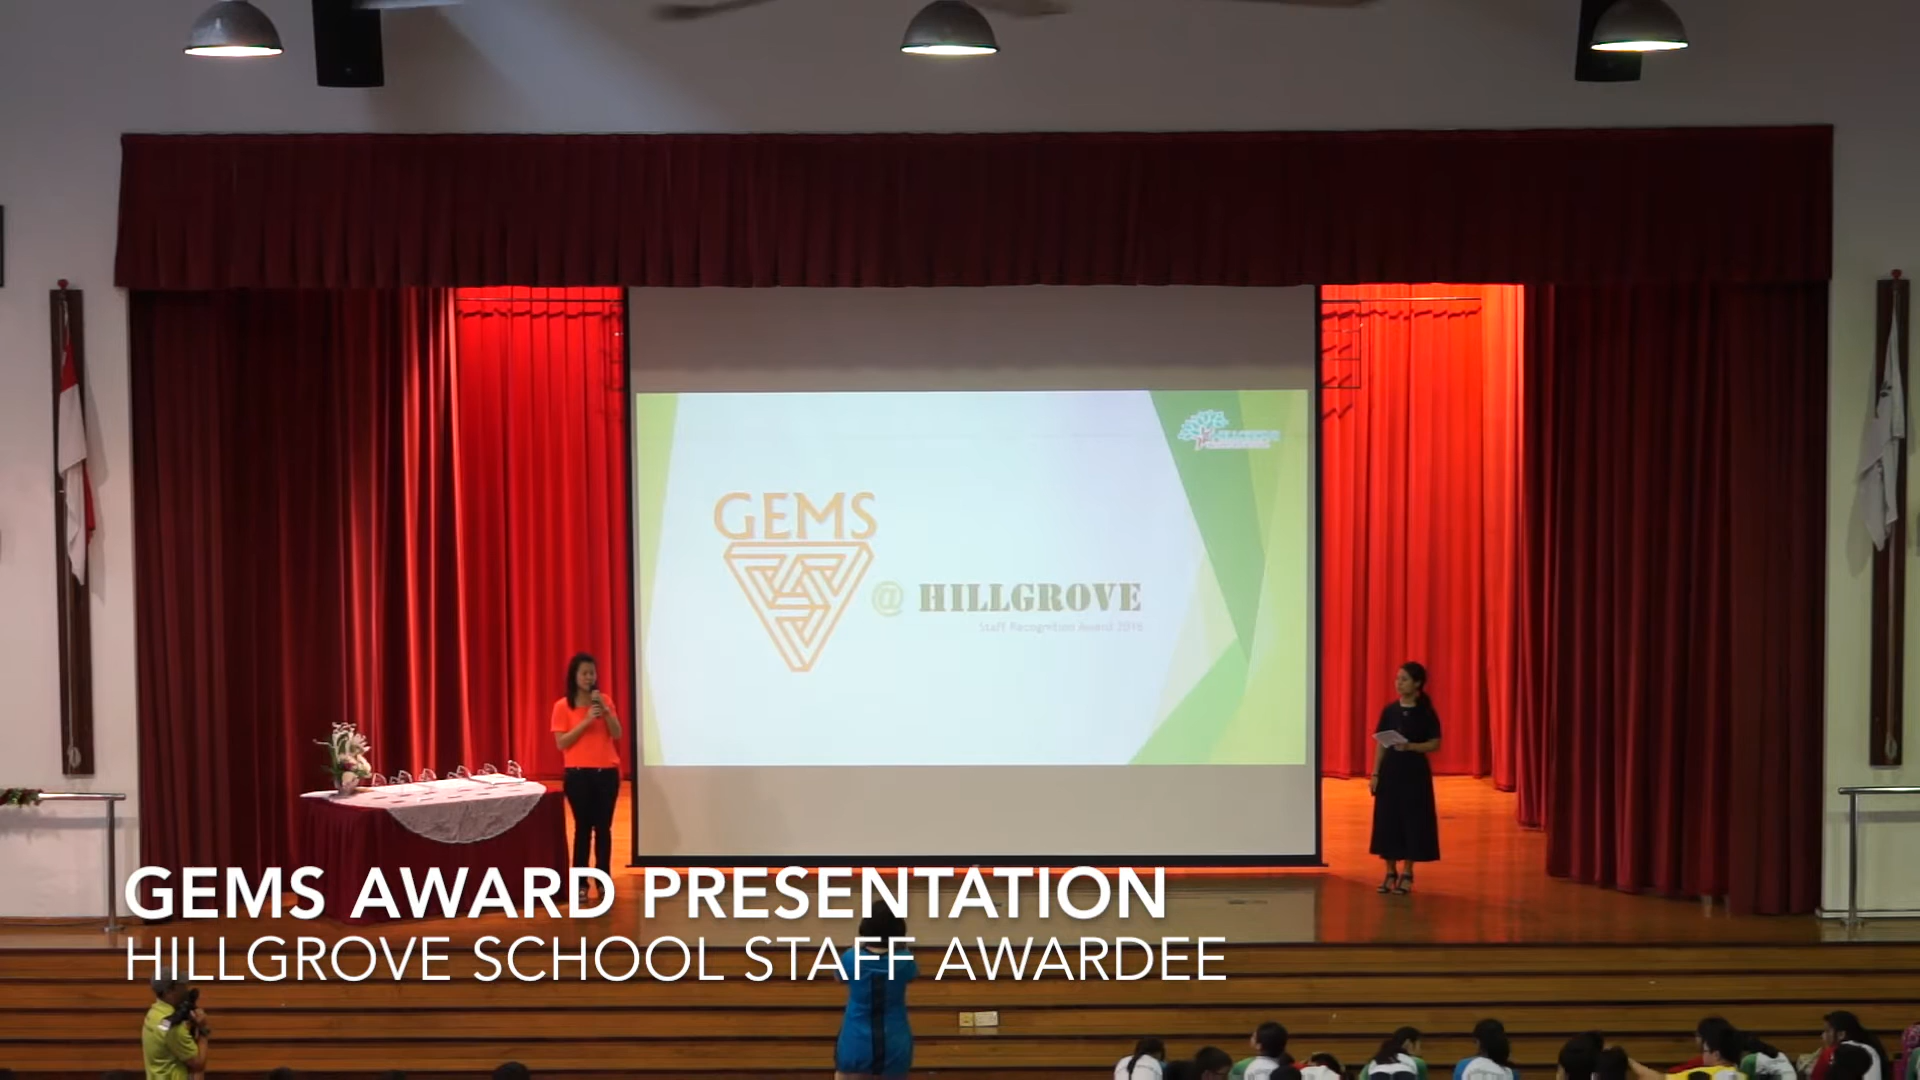 GEMS
@ HILLGROVE
Staff Recognition Award 2016
GEMS AWARD PRESENTATION
HILLGROVE SCHOOL STAFF AWARDEE